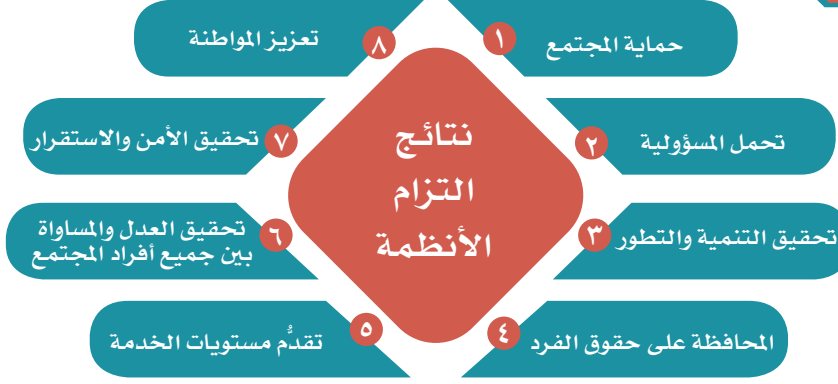 نتائج
التزام
الأنظمة
١ حماية المجتمع
٢ تحمل المسؤولية
٣ تحقيق التنمية والتطور
٤ المحافظة على حقوق الفرد
٥ تقدُّم مستويات الخدمة
٦ تحقيق العدل والمساواة
بين جميع أفراد المجتمع
٧ تحقيق الأمن والاستقرار
٨ تعزيز المواطنة